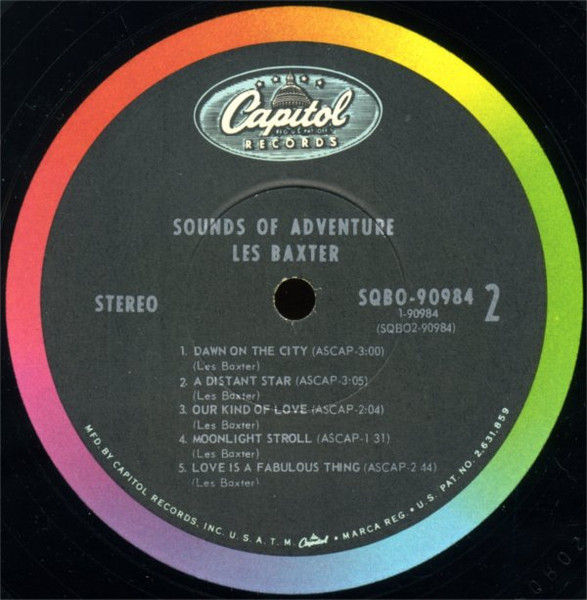 Capitol
REG. U.S. PAT. OFF.
RECORDS
SOUNDS OF ADVENTURE
LES BAXTER
STEREO
SQBO-90984 2
1-90984
(SQBO2-90984)
1. DAWN ON THE CITY (ASCAP-3:00)
(Les Baxter)
2. A DISTANT STAR (ASCAP-3:05)
(Les Baxter)
3. OUR KIND OF LOVE (ASCAP-2:04)
(Les Baxter)
4. MOONLIGHT STROLL (ASCAP-1:31)
(Les Baxter)
5. LOVE IS A FABULOUS THING (ASCAP-2:44)
(Les Baxter)
MFD. BY CAPITOL RECORDS, INC. U.S.A. T.M. Capitol • MARCA REG. • U.S. PAT. NO. 2,631,859